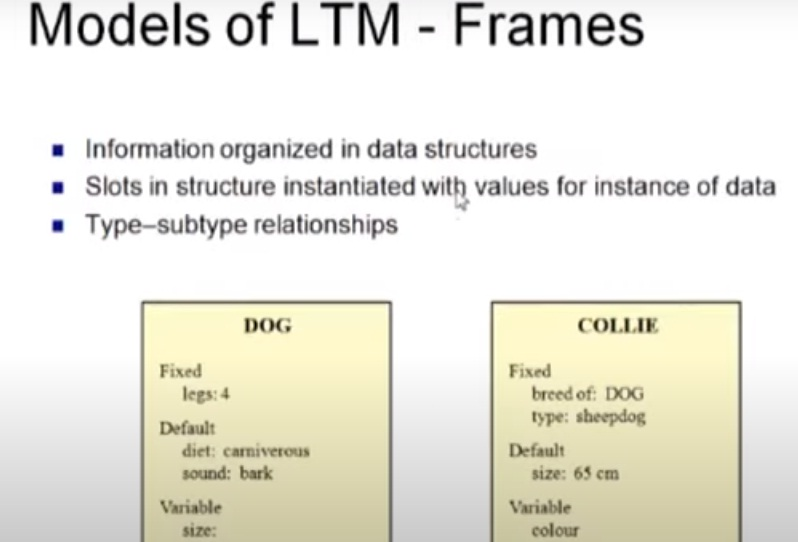 Models of LTM - Frames
Information organized in data structures
Slots in structure instantiated with values for instance of data
Type–subtype relationships
DOG
Fixed
legs: 4
Default
diet: carniverous
sound: bark
Variable
size:
COLLIE
Fixed
breed of: DOG
type: sheepdog
Default
size: 65 cm
Variable
colour